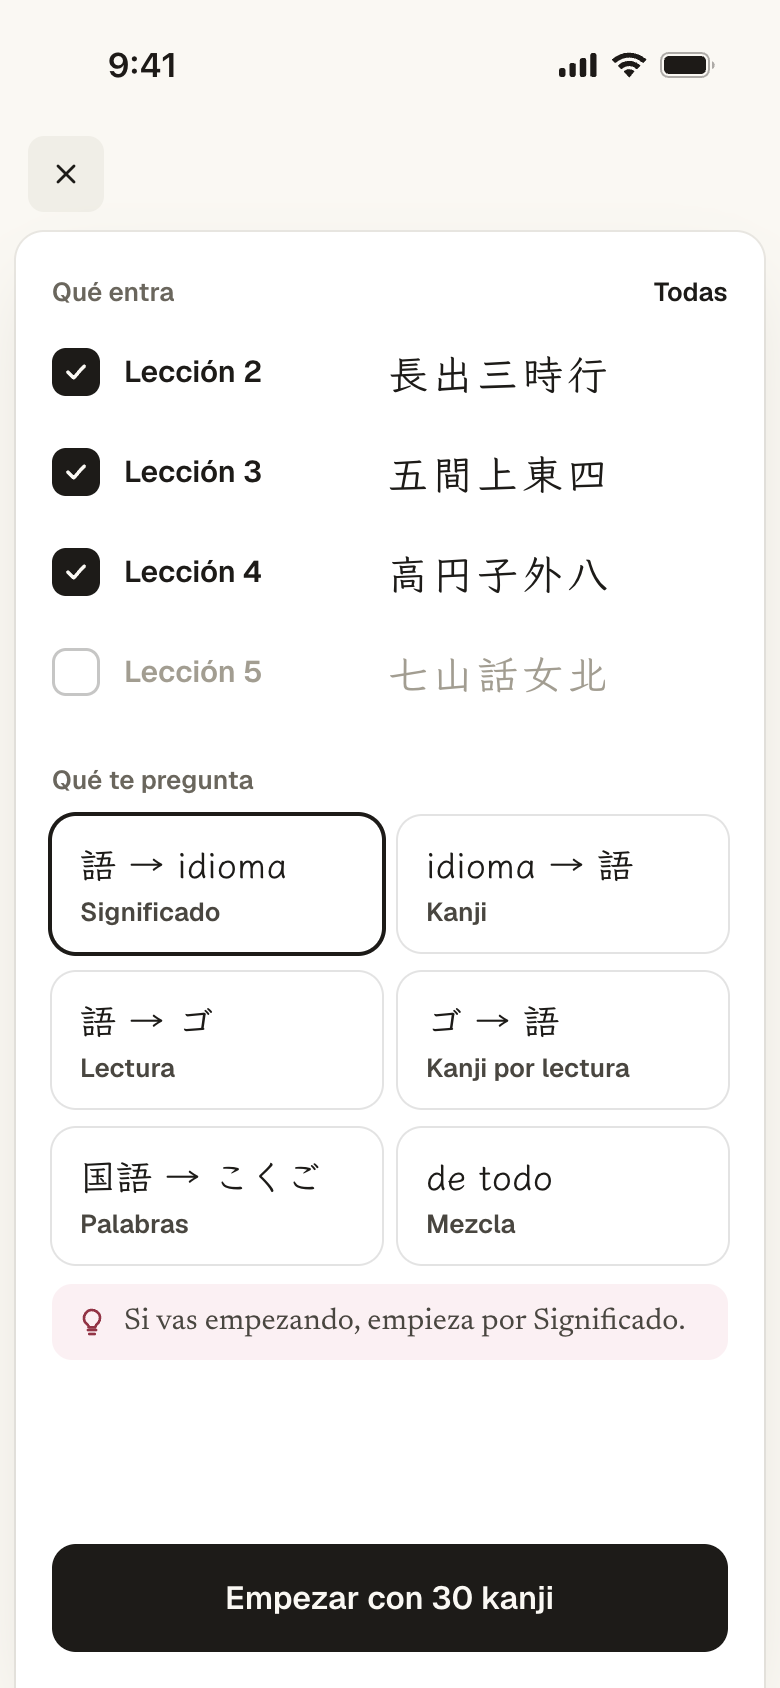 9:41
Qué entra Todas
Lección 2 長出三時行
Lección 3 五間上東四
Lección 4 高円子外八
Lección 5 七山話女北
Qué te pregunta
語 → idioma
Significado
idioma → 語
Kanji
語 → ゴ
Lectura
ゴ → 語
Kanji por lectura
国語 → こくご
Palabras
de todo
Mezcla
Si vas empezando, empieza por Significado.
Empezar con 30 kanji